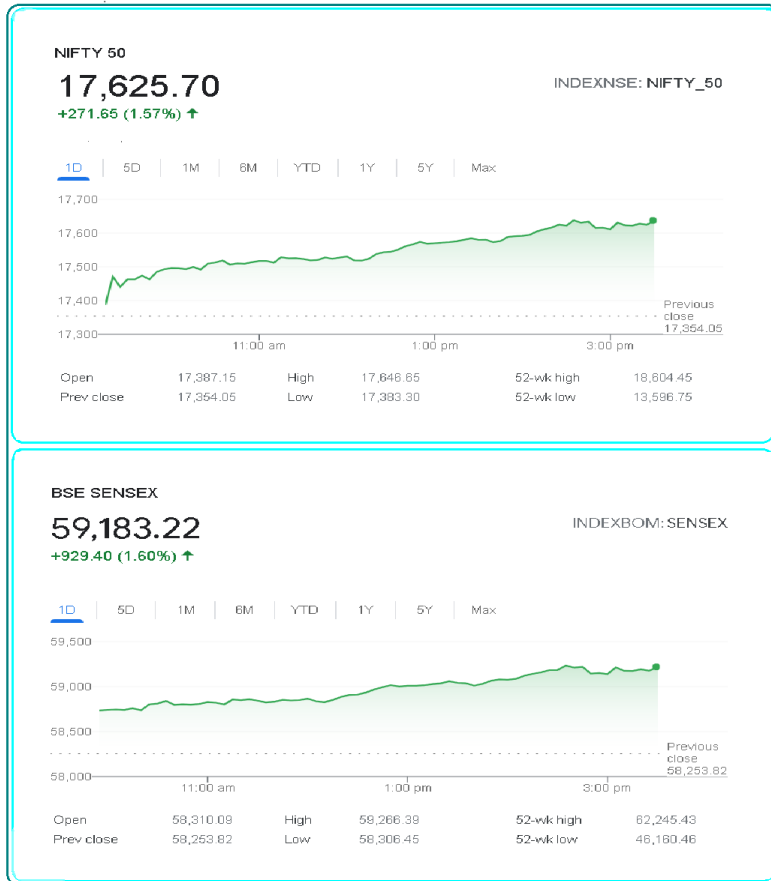 NIFTY 50
17,625.70
INDEXNSE: NIFTY_50
+271.65 (1.57%) ↑
1D 5D 1M 6M YTD 1Y 5Y Max
17,700
17,600
17,500
17,400
Previous
close
17,354.05
17,300
11:00 am 1:00 pm 3:00 pm
Open 17,387.15 High 17,646.65 52-wk high 18,604.45
Prev close 17,354.05 Low 17,383.30 52-wk low 13,596.75
BSE SENSEX
59,183.22
INDEXBOM: SENSEX
+929.40 (1.60%) ↑
1D 5D 1M 6M YTD 1Y 5Y Max
59,500
59,000
58,500
Previous
close
58,253.82
58,000
11:00 am 1:00 pm 3:00 pm
Open 58,310.09 High 59,266.39 52-wk high 62,245.43
Prev close 58,253.82 Low 58,306.45 52-wk low 46,160.46